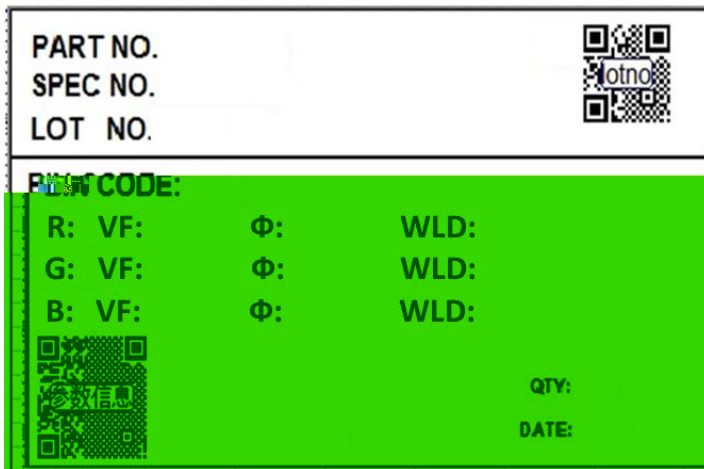 PART NO.
otno
SPEC NO.
LOT NO.
BIN CODE:
R: VF: Φ: WLD:
G: VF: Φ: WLD:
B: VF: Φ: WLD:
参数信息
QTY:
DATE: